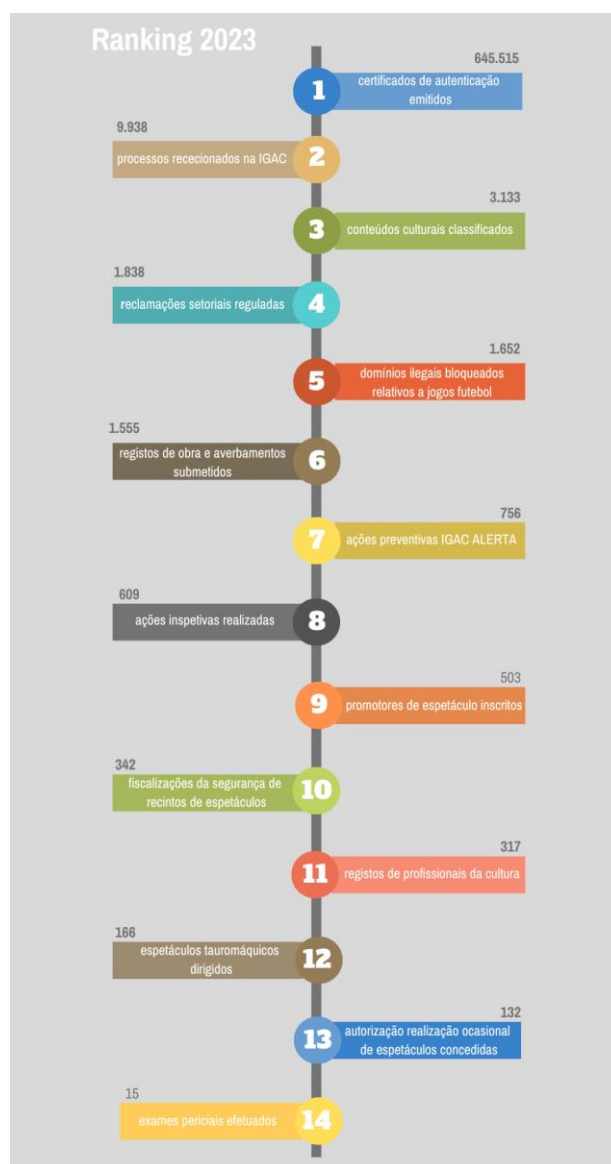 Ranking 2023
645.515
1
certificados de autenticação
emitidos
9.938
processos rececionados na IGAC
2
3.133
3
conteúdos culturais classificados
1.838
reclamações setoriais reguladas
4
1.652
5
domínios ilegais bloqueados
relativos a jogos futebol
1.555
registos de obra e averbamentos
submetidos
6
756
7
ações preventivas IGAC ALERTA
609
ações inspetivas realizadas
8
503
9
promotores de espetáculo inscritos
342
fiscalizações da segurança de
recintos de espetáculos
10
317
11
registos de profissionais da cultura
166
espetáculos tauromáquicos
dirigidos
12
132
13
autorização realização ocasional
de espetáculos concedidas
15
exames periciais efetuados
14